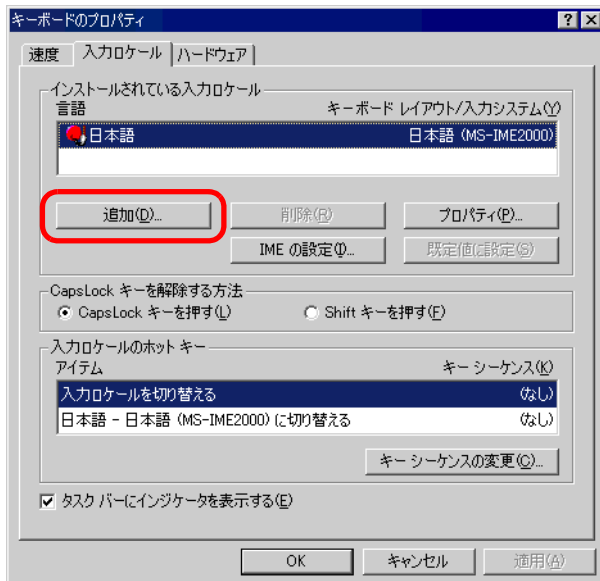 キーボードのプロパティ
速度 入力ロケール ハードウェア
インストールされている入力ロケール
言語 キーボード レイアウト/入力システム(Y)
日本語 日本語 (MS-IME2000)
追加(D)... 削除(R) プロパティ(P)...
IME の設定(I)... 既定値に設定(S)
CapsLock キーを解除する方法
CapsLock キーを押す(L) Shift キーを押す(F)
入力ロケールのホット キー
アイテム キー シーケンス(K)
入力ロケールを切り替える (なし)
日本語 - 日本語 (MS-IME2000) に切り替える (なし)
キー シーケンスの変更(C)...
タスク バーにインジケータを表示する(E)
OK キャンセル 適用(A)